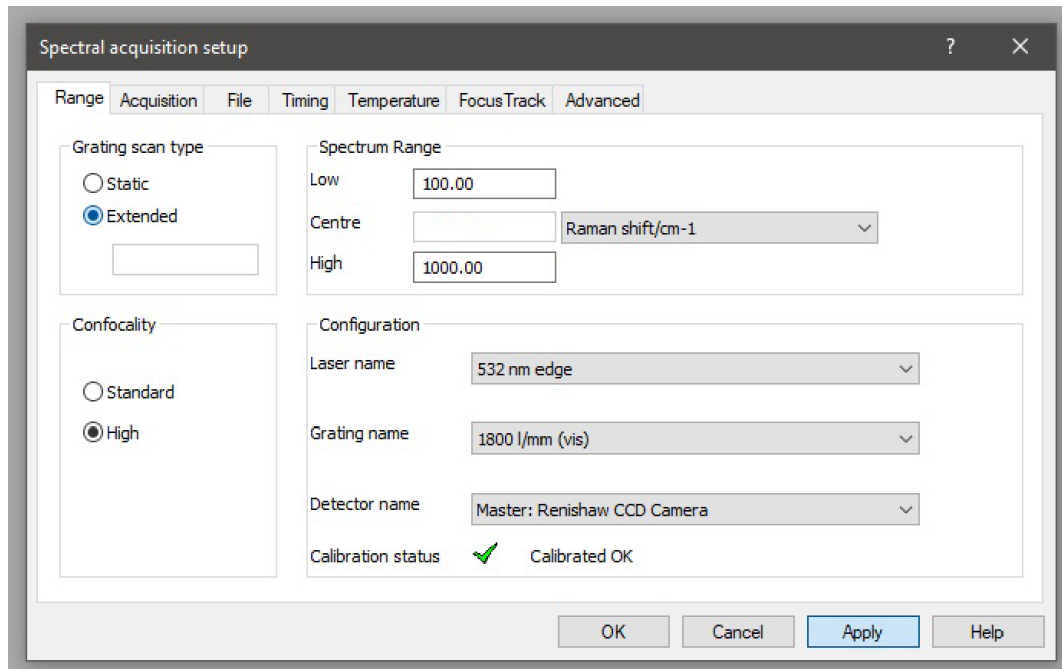 Spectral acquisition setup ?
Range Acquisition File Timing Temperature FocusTrack Advanced
Grating scan type
Static
Extended
Spectrum Range
Low 100.00
Centre Raman shift/cm-1
High 1000.00
Confocality
Standard
High
Configuration
Laser name 532 nm edge
Grating name 1800 l/mm (vis)
Detector name Master: Renishaw CCD Camera
Calibration status Calibrated OK
OK Cancel Apply Help